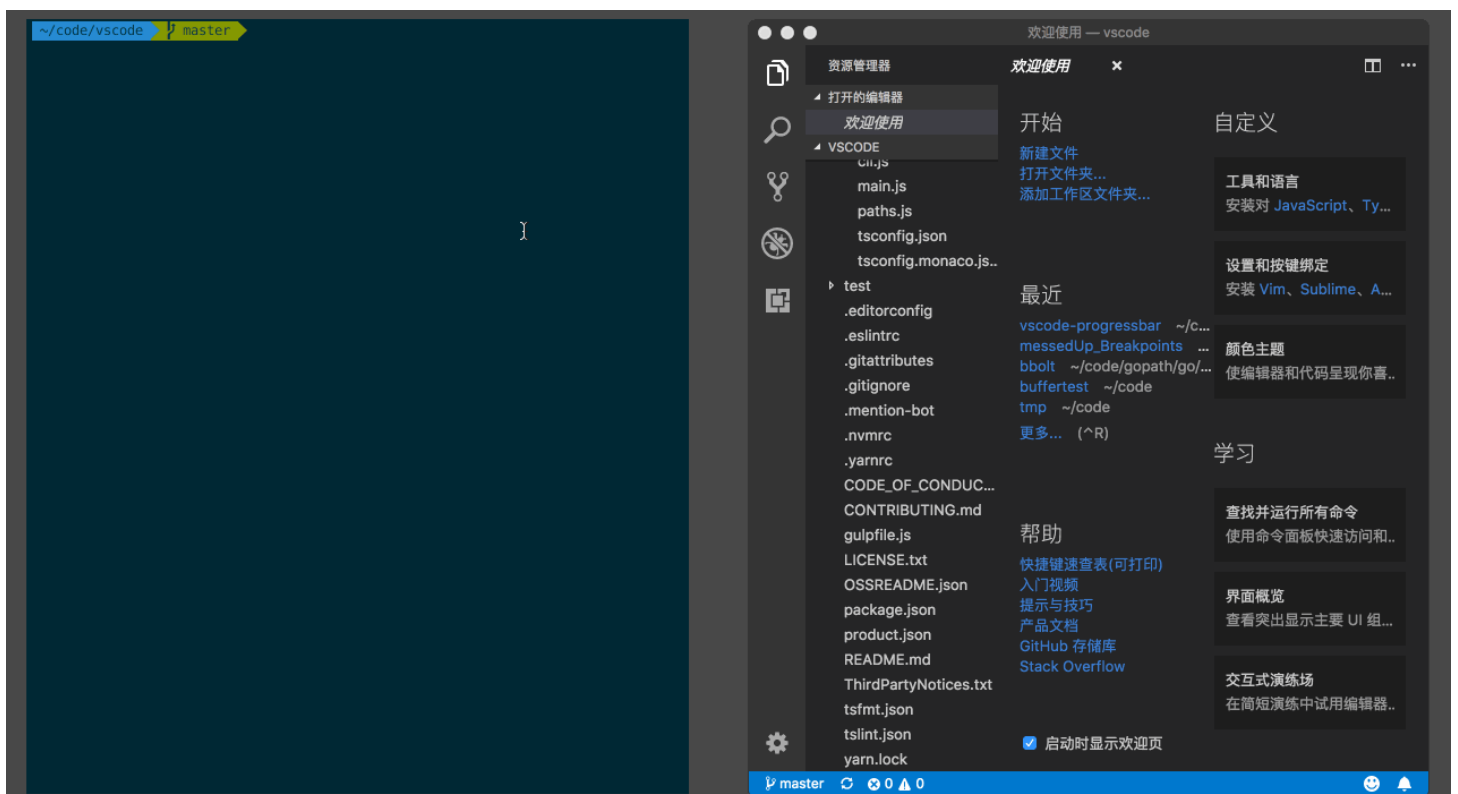 ~/code/vscode master
欢迎使用 — vscode
资源管理器
打开的编辑器
欢迎使用
VSCODE
cli.js
main.js
paths.js
tsconfig.json
tsconfig.monaco.js..
test
.editorconfig
.eslintrc
.gitattributes
.gitignore
.mention-bot
.nvmrc
.yarnrc
CODE_OF_CONDUC...
CONTRIBUTING.md
gulpfile.js
LICENSE.txt
OSSREADME.json
package.json
product.json
README.md
ThirdPartyNotices.txt
tsfmt.json
tslint.json
yarn.lock
欢迎使用
开始
新建文件
打开文件夹...
添加工作区文件夹...
最近
vscode-progressbar ~/c...
messedUp_Breakpoints ...
bbolt ~/code/gopath/go/...
buffertest ~/code
tmp ~/code
更多... (^R)
帮助
快捷键速查表(可打印)
入门视频
提示与技巧
产品文档
GitHub 存储库
Stack Overflow
启动时显示欢迎页
自定义
工具和语言
安装对 JavaScript、Ty...
设置和按键绑定
安装 Vim、Sublime、A...
颜色主题
使编辑器和代码呈现你喜..
学习
查找并运行所有命令
使用命令面板快速访问和..
界面概览
查看突出显示主要 UI 组...
交互式演练场
在简短演练中试用编辑器..
master 0 0